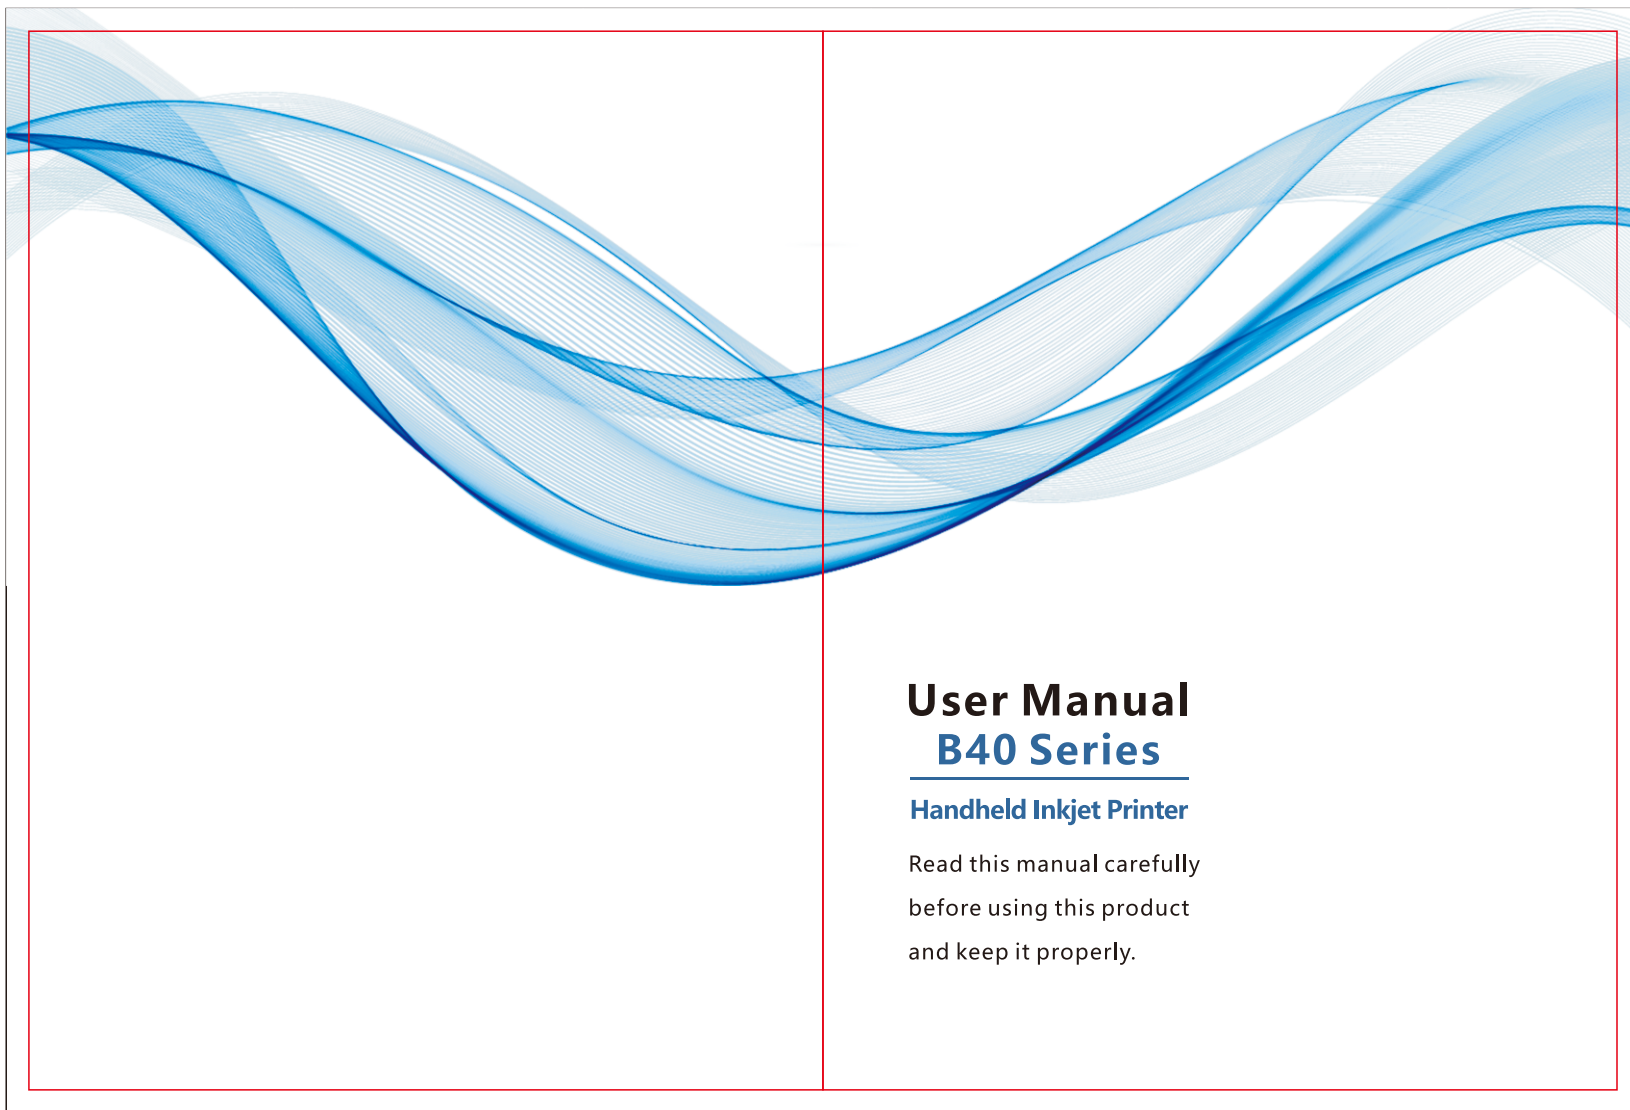 User Manual
B40 Series
Handheld Inkjet Printer
Read this manual carefully
before using this product
and keep it properly.